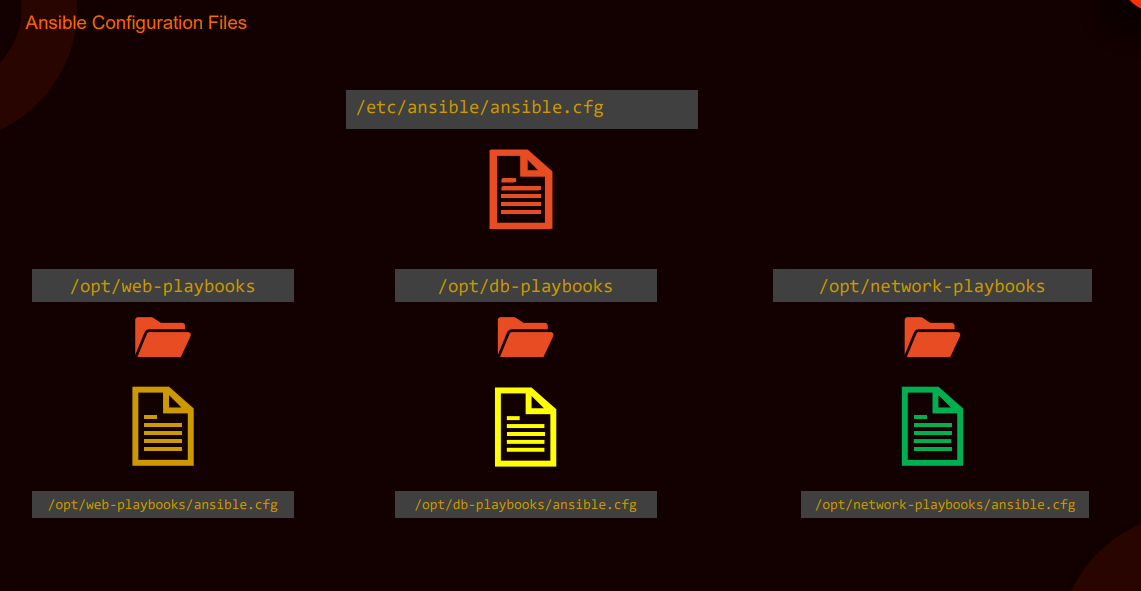 Ansible Configuration Files
/etc/ansible/ansible.cfg
/opt/web-playbooks
/opt/db-playbooks
/opt/network-playbooks
/opt/web-playbooks/ansible.cfg
/opt/db-playbooks/ansible.cfg
/opt/network-playbooks/ansible.cfg